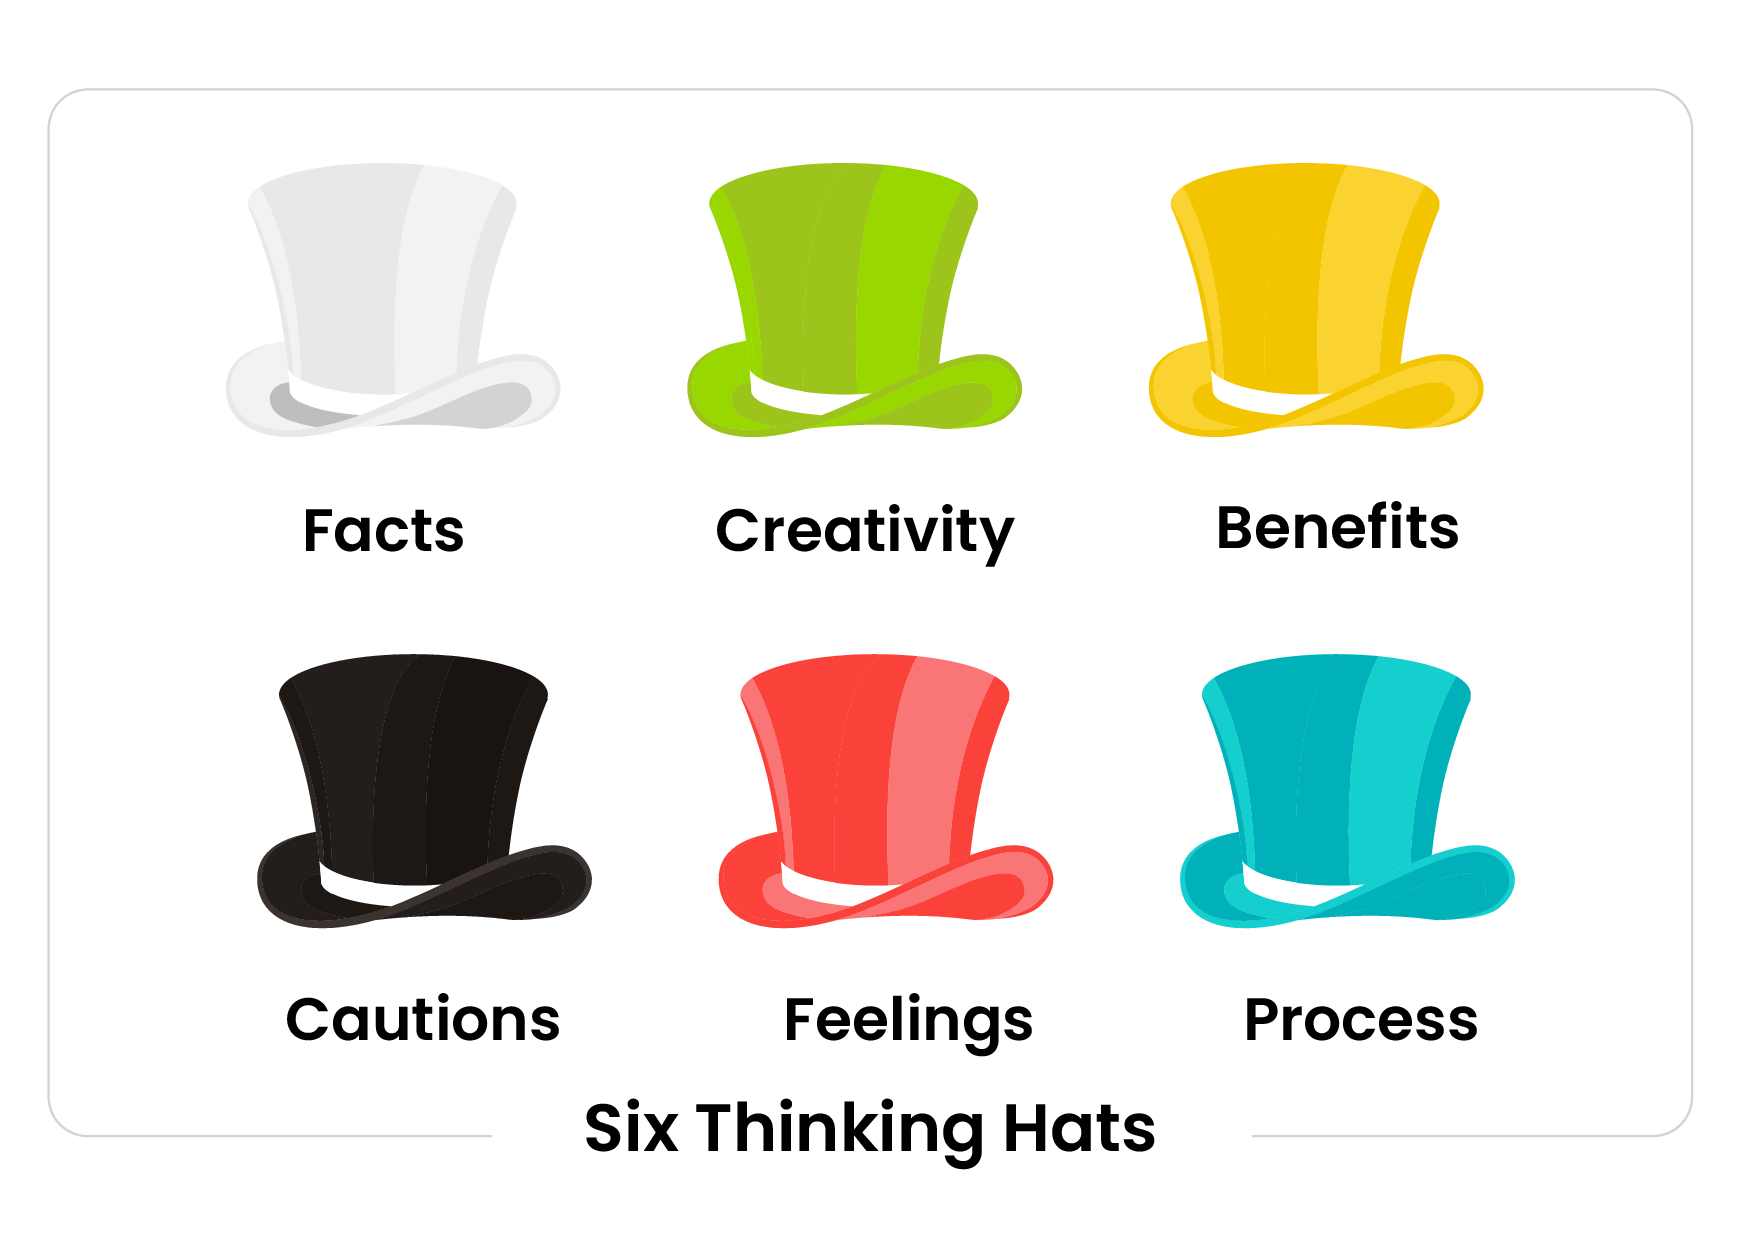 Facts
Creativity
Benefits
Cautions
Feelings
Process
Six Thinking Hats